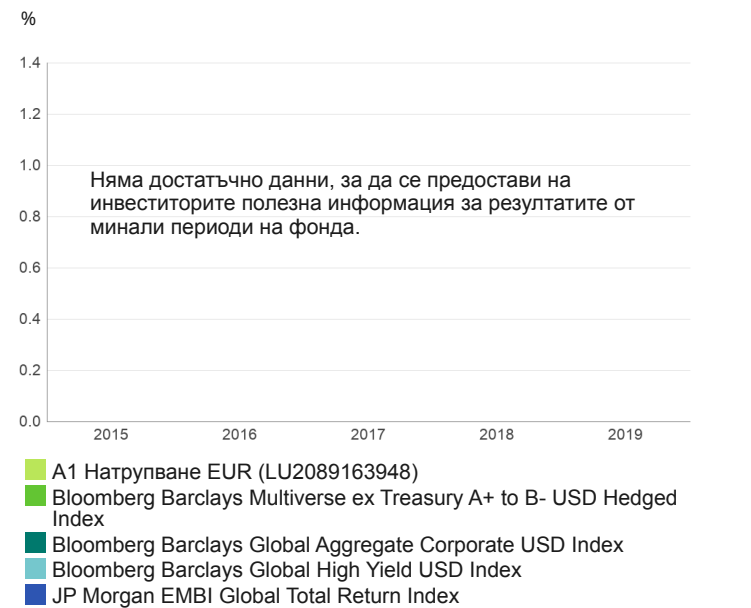 %
1.4
1.2
1.0
Няма достатъчно данни, за да се предостави на
инвеститорите полезна информация за резултатите от
минали периоди на фонда.
0.8
0.6
0.4
0.2
0.0
2015 2016 2017 2018 2019
A1 Натрупване EUR (LU2089163948)
Bloomberg Barclays Multiverse ex Treasury A+ to B- USD Hedged
Index
Bloomberg Barclays Global Aggregate Corporate USD Index
Bloomberg Barclays Global High Yield USD Index
JP Morgan EMBI Global Total Return Index